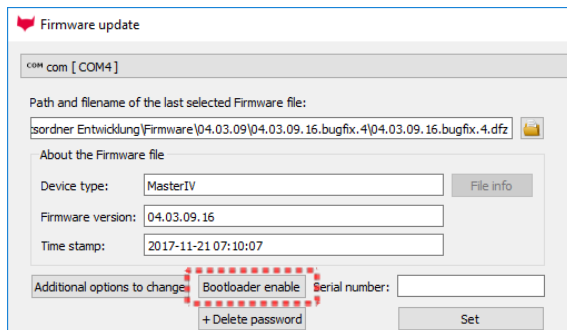 Firmware update
COM com [ COM4 ]
Path and filename of the last selected Firmware file:
sordner Entwicklung\Firmware\04.03.09\04.03.09.16.bugfix.4\04.03.09.16.bugfix.4.dfz
About the Firmware file
Device type: MasterIV File info
Firmware version: 04.03.09.16
Time stamp: 2017-11-21 07:10:07
Additional options to change Bootloader enable Serial number:
+ Delete password Set